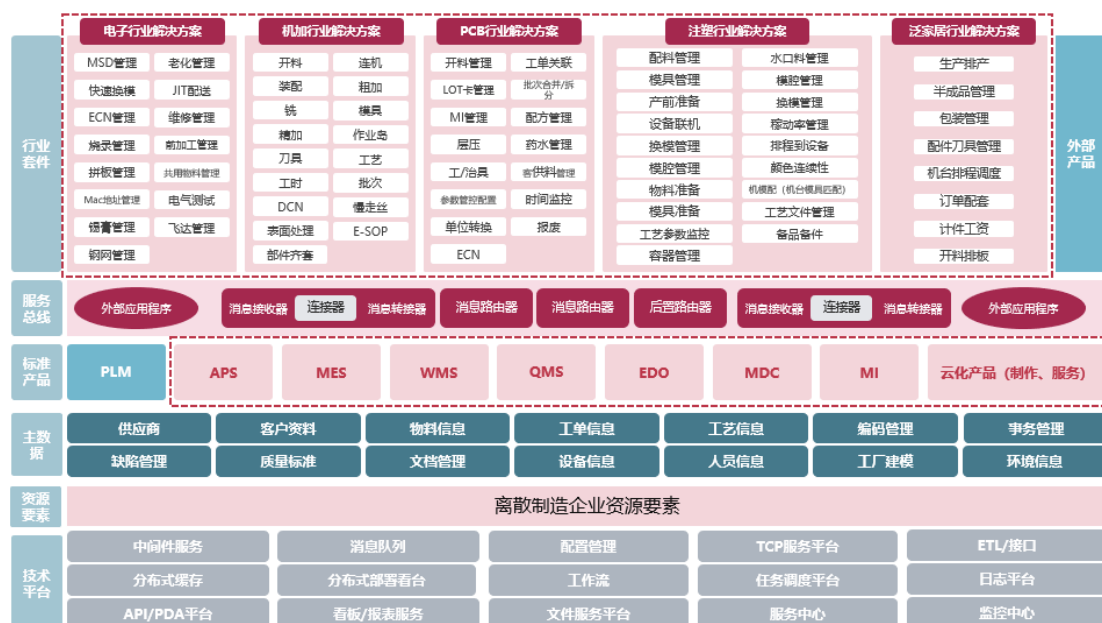 电子行业解决方案 机加行业解决方案 PCB行业解决方案 注塑行业解决方案 泛家居行业解决方案
行业套件
外部产品
MSD管理 老化管理
快速换模 JIT配送
ECN管理 维修管理
烧录管理 前加工管理
拼板管理 共用物料管理
Mac地址管理 电气测试
锡膏管理 飞达管理
钢网管理
开料 连机
装配 粗加
铣 模具
精加 作业岛
刀具 工艺
工时 批次
DCN 慢走丝
表面处理 E-SOP
部件齐套
开料管理 工单关联
LOT卡管理 批次合并/拆分
MI管理 配方管理
层压 药水管理
工/治具 客供料管理
参数管控配置 时间监控
单位转换 报废
ECN
配料管理 水口料管理
模具管理 模腔管理
产前准备 换模管理
设备联机 稼动率管理
换模管理 排程到设备
模腔管理 颜色连续性
物料准备 机模配（机台模具匹配）
模具准备 工艺文件管理
工艺参数监控 备品备件
容器管理
生产排产
半成品管理
包装管理
配件刀具管理
机台排程调度
订单配套
计件工资
开料排板
服务总线
外部应用程序 消息接收器 连接器 消息转接器 消息路由器 消息路由器 后置路由器 消息接收器 连接器 消息转接器 外部应用程序
标准产品
PLM APS MES WMS QMS EDO MDC MI 云化产品（制作、服务）
主数据
供应商 客户资料 物料信息 工单信息 工艺信息 编码管理 事务管理
缺陷管理 质量标准 文档管理 设备信息 人员信息 工厂建模 环境信息
资源要素
离散制造企业资源要素
技术平台
中间件服务 消息队列 配置管理 TCP服务平台 ETL/接口
分布式缓存 分布式部署看台 工作流 任务调度平台 日志平台
API/PDA平台 看板/报表服务 文件服务平台 服务中心 监控中心